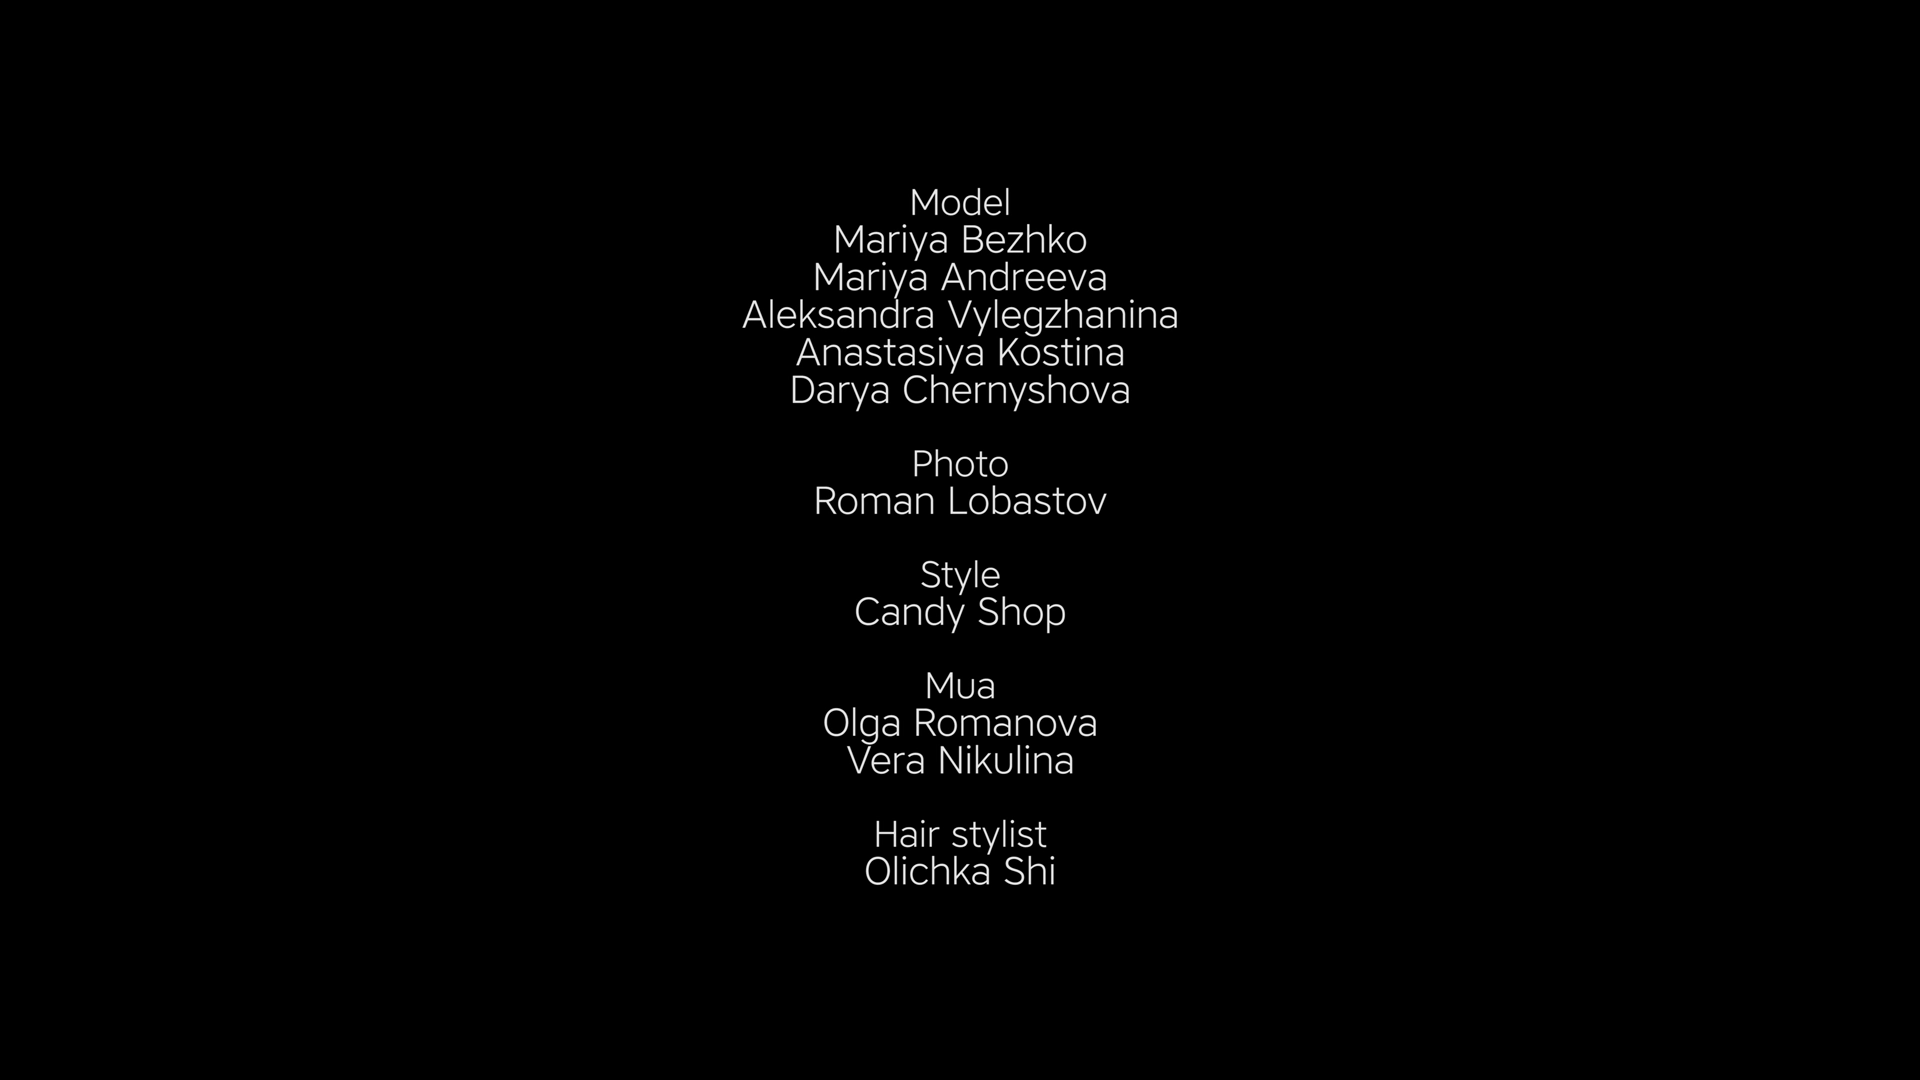 Model
Mariya Bezhko
Mariya Andreeva
Aleksandra Vylegzhanina
Anastasiya Kostina
Darya Chernyshova
Photo
Roman Lobastov
Style
Candy Shop
Mua
Olga Romanova
Vera Nikulina
Hair stylist
Olichka Shi